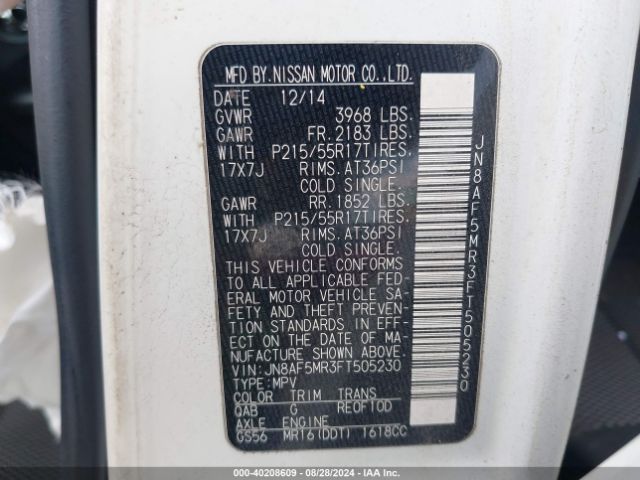 MFD BY.NISSAN MOTOR CO.,LTD.
DATE 12/14
GVWR 3968 LBS.
GAWR FR. 2183 LBS.
WITH P215/55R17TIRES.
17X7J RIMS.AT36PSI
COLD SINGLE.
GAWR RR. 1852 LBS.
WITH P215/55R17TIRES.
17X7J RIMS.AT36PSI
COLD SINGLE.
THIS VEHICLE CONFORMS
TO ALL APPLICABLE FED-
ERAL MOTOR VEHICLE SA-
FETY AND THEFT PREVEN-
TION STANDARDS IN EFF-
ECT ON THE DATE OF MA-
NUFACTURE SHOWN ABOVE.
VIN:JN8AF5MR3FT505230
TYPE:MPV
COLOR TRIM TRANS
QAB G RE0F10D
AXLE ENGINE
GS56 MR16(DDT) 1618CC
JN8AF5MR3FT505230
000-40208609 / 08/28/2024 - IAAI.COM